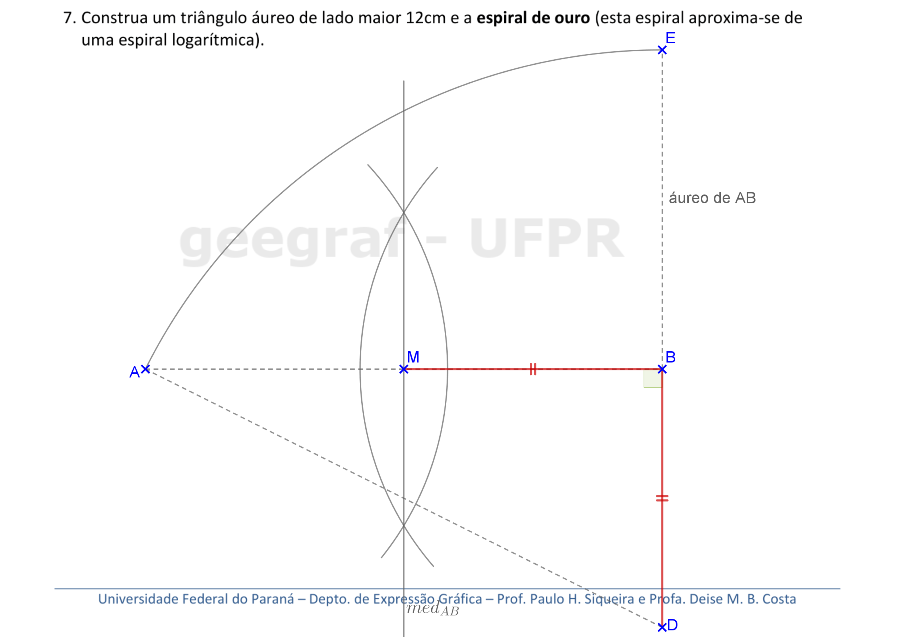 7. Construa um triângulo áureo de lado maior 12cm e a espiral de ouro (esta espiral aproxima-se de
uma espiral logarítmica).
E
áureo de AB
geegraf - UFPR
M
B
A
Universidade Federal do Paraná – Depto. de Expressão Gráfica – Prof. Paulo H. Siqueira e Profa. Deise M. B. Costa
med_AB
D